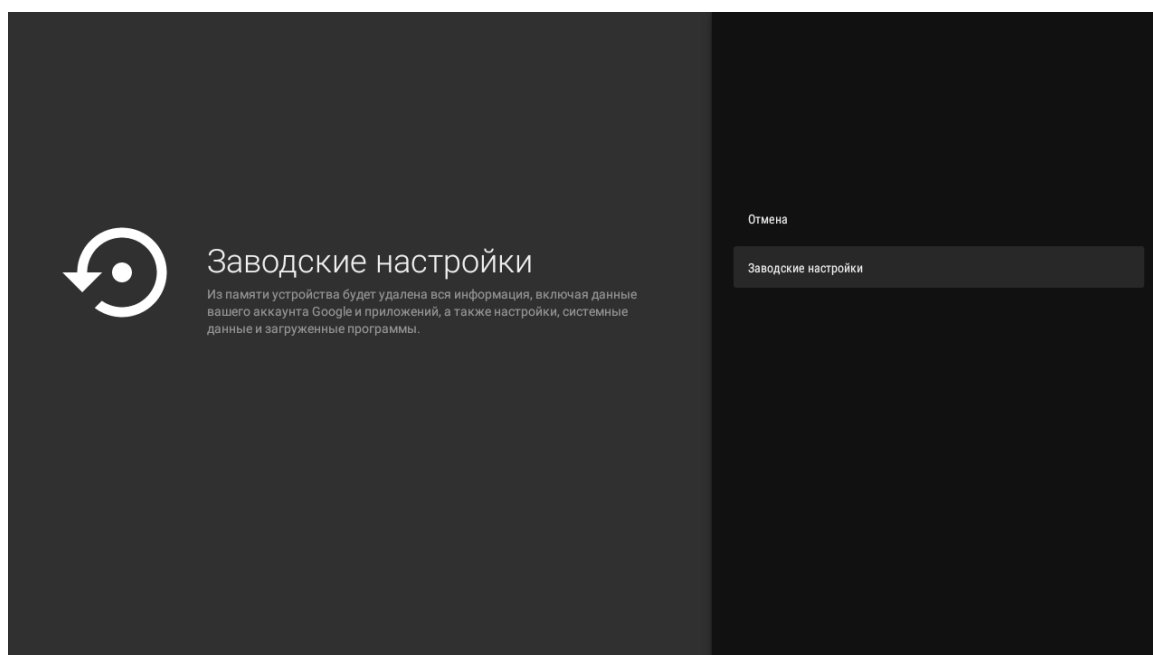 Заводские настройки
Из памяти устройства будет удалена вся информация, включая данные
вашего аккаунта Google и приложений, а также настройки, системные
данные и загруженные программы.
Отмена
Заводские настройки